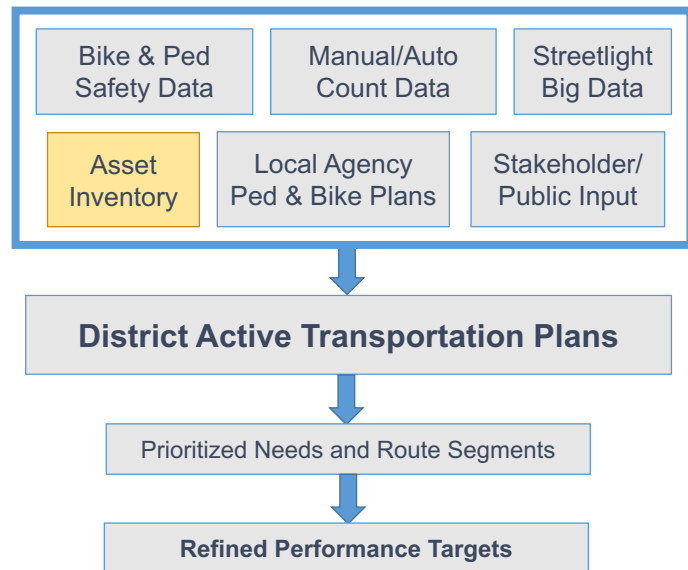 Bike & Ped
Safety Data
Manual/Auto
Count Data
Streetlight
Big Data
Asset
Inventory
Local Agency
Ped & Bike Plans
Stakeholder/
Public Input
District Active Transportation Plans
Prioritized Needs and Route Segments
Refined Performance Targets